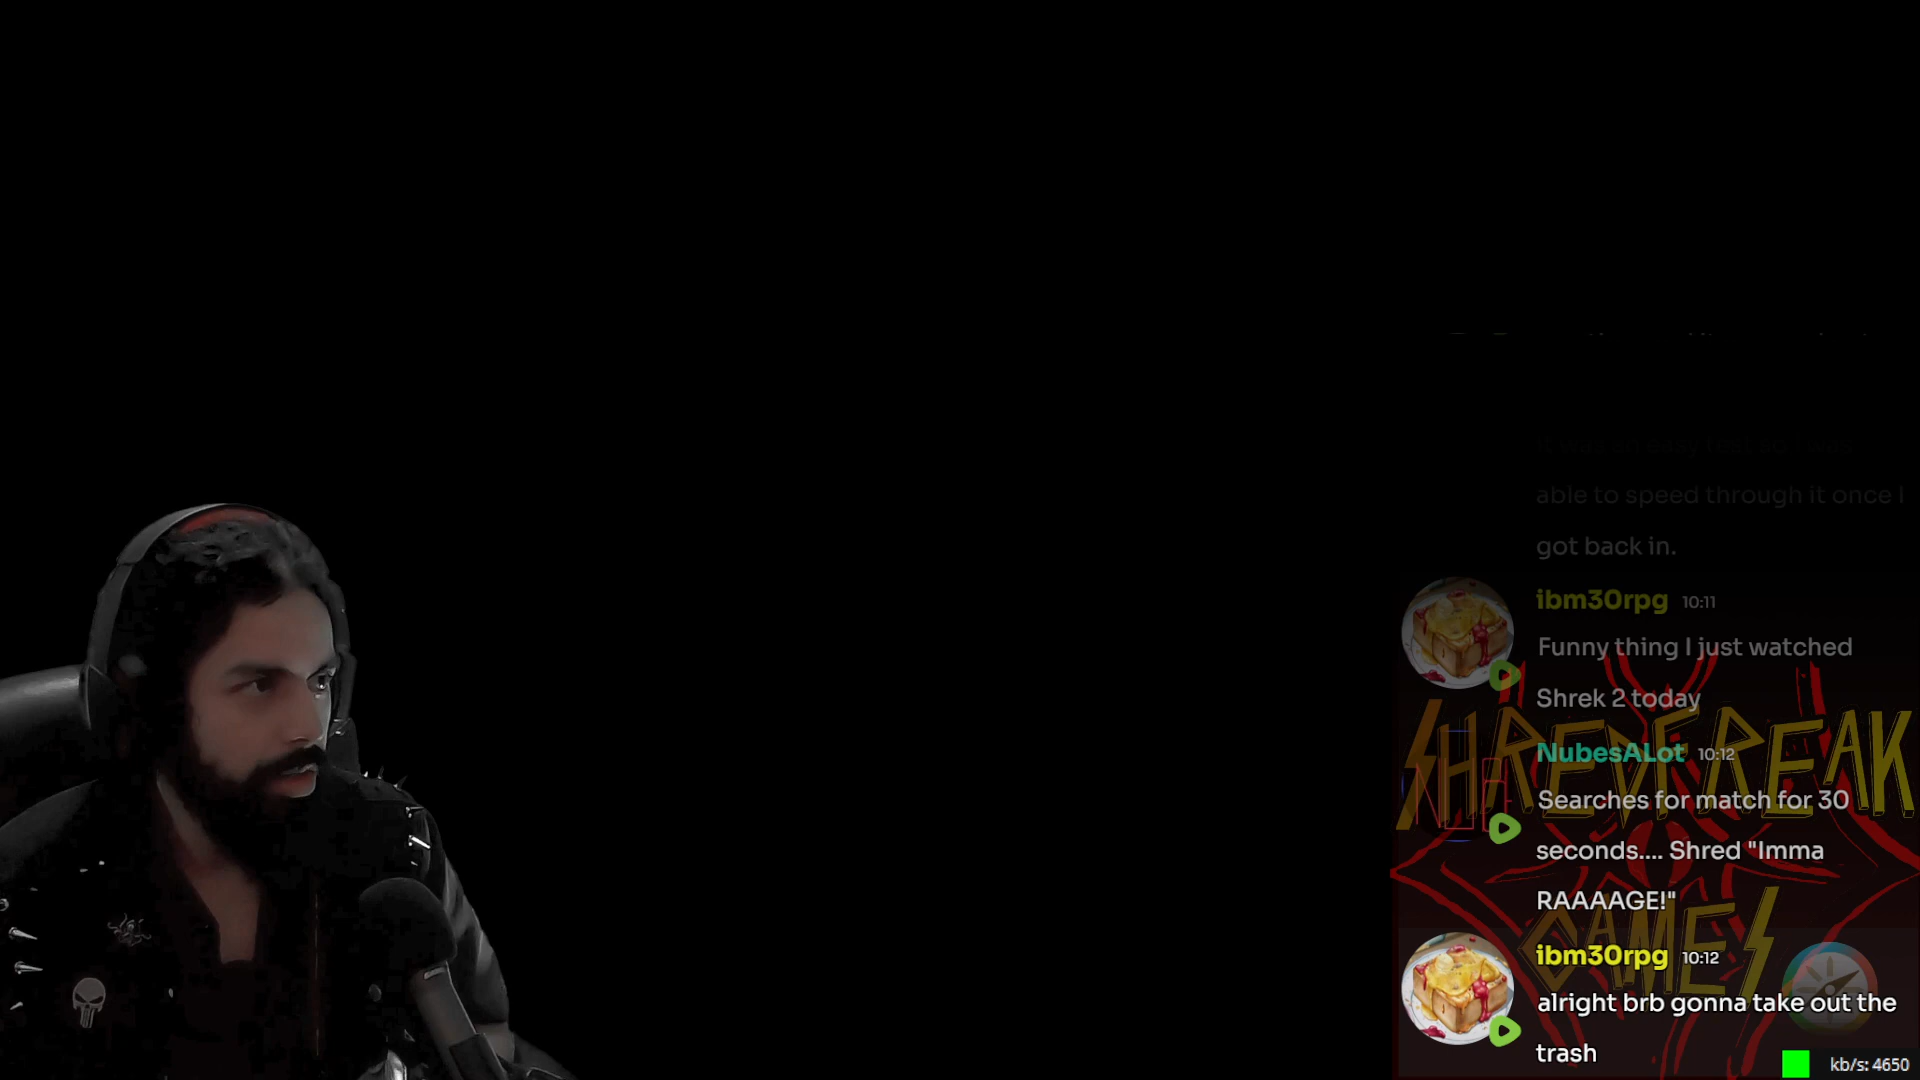 able to speed through it once I
got back in.
ibm30rpg 10:11
Funny thing I just watched
Shrek 2 today
NubesALot 10:12
Searches for match for 30
seconds.... Shred "Imma
RAAAAGE!"
ibm30rpg 10:12
alright brb gonna take out the
trash
SHREDFREAK
GAMES
kb/s: 4650